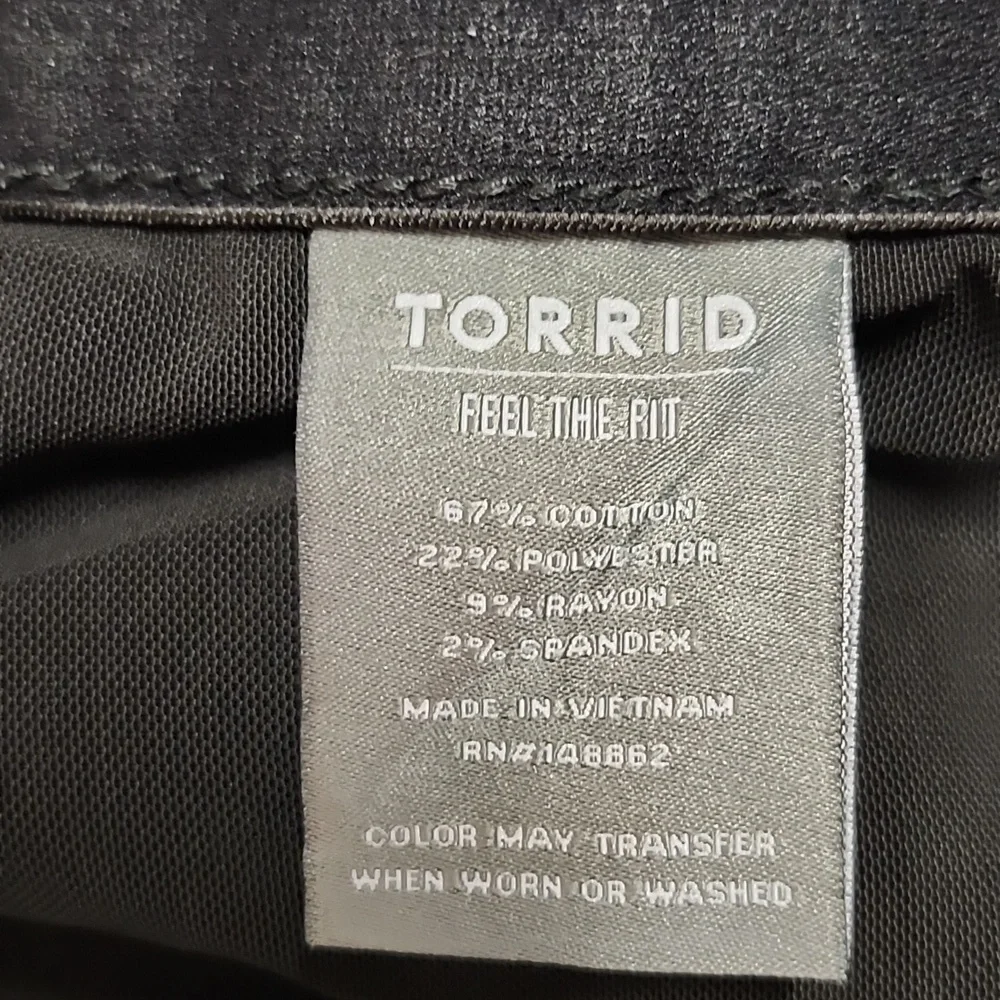 TORRID
FEEL THE FIT
67% COTTON
22% POLYESTER
9% RAYON
2% SPANDEX
MADE IN VIETNAM
RN# 148862
COLOR MAY TRANSFER
WHEN WORN OR WASHED